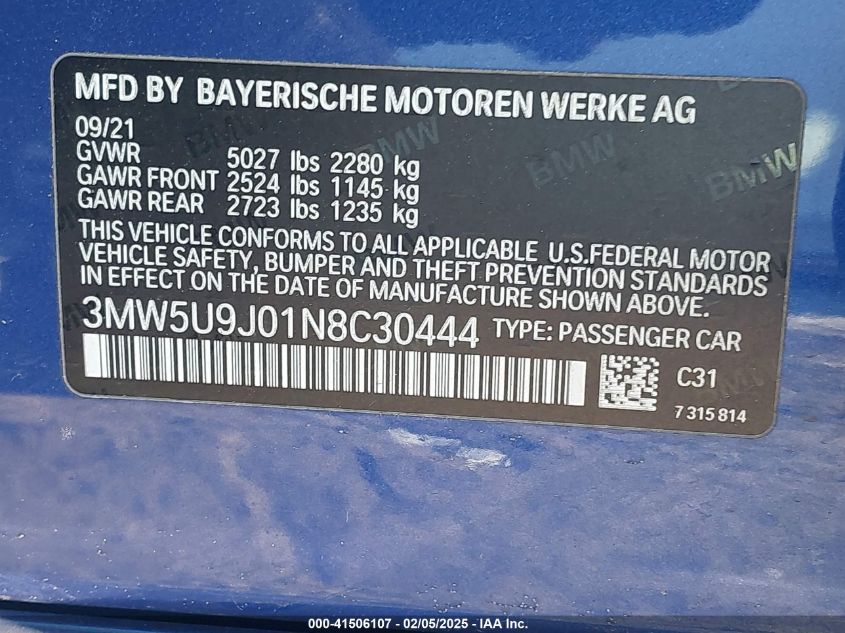 MFD BY BAYERISCHE MOTOREN WERKE AG
09/21
GVWR 5027 lbs 2280 kg
GAWR FRONT 2524 lbs 1145 kg
GAWR REAR 2723 lbs 1235 kg
THIS VEHICLE CONFORMS TO ALL APPLICABLE U.S.FEDERAL MOTOR
VEHICLE SAFETY, BUMPER AND THEFT PREVENTION STANDARDS
IN EFFECT ON THE DATE OF MANUFACTURE SHOWN ABOVE.
3MW5U9J01N8C30444 TYPE: PASSENGER CAR
C31
7 315 814
BMW
BMW
BMW
000-41506107 - 02/05/2025 - IAA Inc.